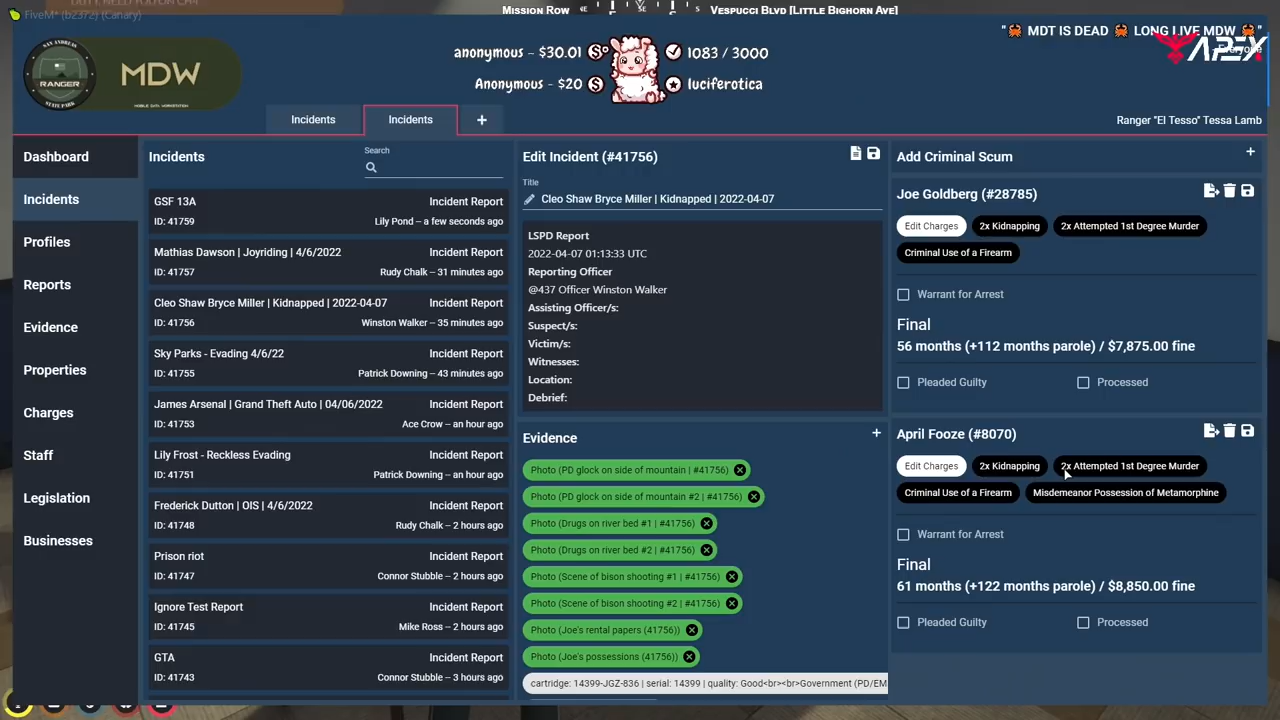 FiveM* (b2372) (Canary)
Mission Row
Vespucci Blvd [Little Bighorn Ave]
RANGER
MDW
MOBILE DATA WORKSTATION
anonymous - $30.01
1083 / 3000
Anonymous - $20
luciferotica
" 🦀 MDT IS DEAD 🦀 LONG LIVE MDW 🦀 "
APEX
Everyone
Incidents
Incidents
+
Ranger "El Tesso" Tessa Lamb
Dashboard
Incidents
Profiles
Reports
Evidence
Properties
Charges
Staff
Legislation
Businesses
Incidents
Search
GSF 13A Incident Report
ID: 41759 Lily Pond – a few seconds ago
Mathias Dawson | Joyriding | 4/6/2022 Incident Report
ID: 41757 Rudy Chalk – 31 minutes ago
Cleo Shaw Bryce Miller | Kidnapped | 2022-04-07 Incident Report
ID: 41756 Winston Walker – 35 minutes ago
Sky Parks - Evading 4/6/22 Incident Report
ID: 41755 Patrick Downing – 43 minutes ago
James Arsenal | Grand Theft Auto | 04/06/2022 Incident Report
ID: 41753 Ace Crow – an hour ago
Lily Frost - Reckless Evading Incident Report
ID: 41751 Patrick Downing – an hour ago
Frederick Dutton | OIS | 4/6/2022 Incident Report
ID: 41748 Rudy Chalk – 2 hours ago
Prison riot Incident Report
ID: 41747 Connor Stubble – 2 hours ago
Ignore Test Report Incident Report
ID: 41745 Mike Ross – 2 hours ago
GTA Incident Report
ID: 41743 Connor Stubble – 3 hours ago
Edit Incident (#41756)
Title
Cleo Shaw Bryce Miller | Kidnapped | 2022-04-07
LSPD Report
2022-04-07 01:13:33 UTC
Reporting Officer
@437 Officer Winston Walker
Assisting Officer/s:
Suspect/s:
Victim/s:
Witnesses:
Location:
Debrief:
Evidence +
Photo (PD glock on side of mountain | #41756)
Photo (PD glock on side of mountain #2 | #41756)
Photo (Drugs on river bed #1 | #41756)
Photo (Drugs on river bed #2 | #41756)
Photo (Scene of bison shooting #1 | #41756)
Photo (Scene of bison shooting #2 | #41756)
Photo (Joe's rental papers (41756))
Photo (Joe's possessions (41756))
cartridge: 14399-JGZ-836 | serial: 14399 | quality: Good<br><br>Government (PD/EM
Add Criminal Scum +
Joe Goldberg (#28785)
Edit Charges 2x Kidnapping 2x Attempted 1st Degree Murder
Criminal Use of a Firearm
Warrant for Arrest
Final
56 months (+112 months parole) / $7,875.00 fine
Pleaded Guilty Processed
April Fooze (#8070)
Edit Charges 2x Kidnapping 2x Attempted 1st Degree Murder
Criminal Use of a Firearm Misdemeanor Possession of Metamorphine
Warrant for Arrest
Final
61 months (+122 months parole) / $8,850.00 fine
Pleaded Guilty Processed